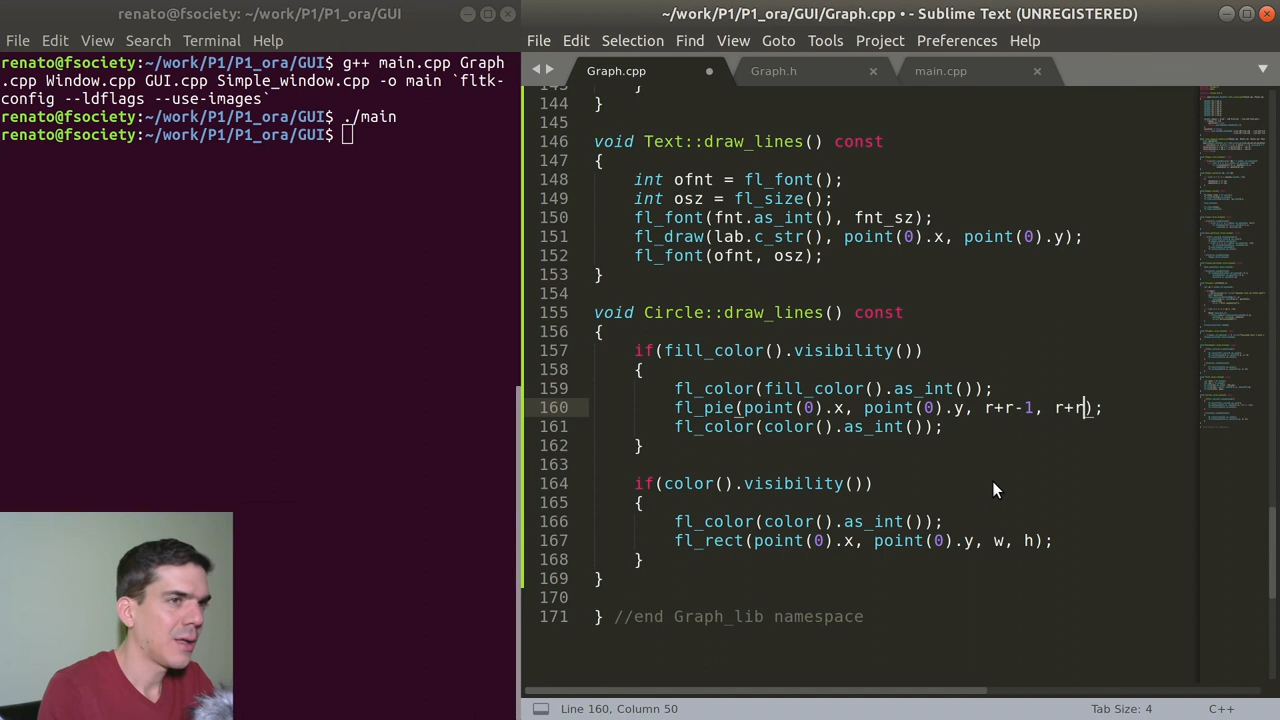 renato@fsociety: ~/work/P1/P1_ora/GUI
File Edit View Search Terminal Help
renato@fsociety:~/work/P1/P1_ora/GUI$ g++ main.cpp Graph
.cpp Window.cpp GUI.cpp Simple_window.cpp -o main `fltk-
config --ldflags --use-images`
renato@fsociety:~/work/P1/P1_ora/GUI$ ./main
renato@fsociety:~/work/P1/P1_ora/GUI$
~/work/P1/P1_ora/GUI/Graph.cpp • - Sublime Text (UNREGISTERED)
File Edit Selection Find View Goto Tools Project Preferences Help
Graph.cpp Graph.h main.cpp
143 }
144 }
145
146 void Text::draw_lines() const
147 {
148 int ofnt = fl_font();
149 int osz = fl_size();
150 fl_font(fnt.as_int(), fnt_sz);
151 fl_draw(lab.c_str(), point(0).x, point(0).y);
152 fl_font(ofnt, osz);
153 }
154
155 void Circle::draw_lines() const
156 {
157 if(fill_color().visibility())
158 {
159 fl_color(fill_color().as_int());
160 fl_pie(point(0).x, point(0).y, r+r-1, r+r);
161 fl_color(color().as_int());
162 }
163
164 if(color().visibility())
165 {
166 fl_color(color().as_int());
167 fl_rect(point(0).x, point(0).y, w, h);
168 }
169 }
170
171 } //end Graph_lib namespace
Line 160, Column 50 Tab Size: 4 C++